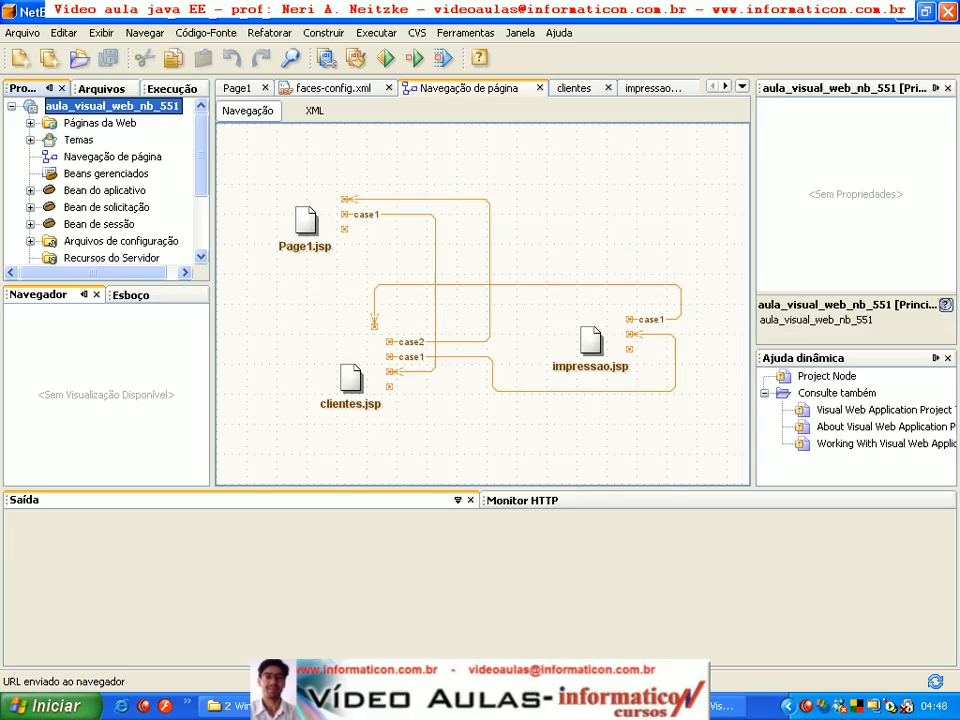 NetB
Vídeo aula java EE – prof: Neri A. Neitzke – videoaulas@informaticon.com.br – www.informaticon.com.br
Arquivo Editar Exibir Navegar Código-Fonte Refatorar Construir Executar CVS Ferramentas Janela Ajuda
Pro... Arquivos Execução
Page1 faces-config.xml Navegação de página clientes impressao...
aula_visual_web_nb_551 [Pri...
aula_visual_web_nb_551
Páginas da Web
Temas
Navegação de página
Beans gerenciados
Bean do aplicativo
Bean de solicitação
Bean de sessão
Arquivos de configuração
Recursos do Servidor
Navegação XML
case1
Page1.jsp
case2
case1
clientes.jsp
case1
impressao.jsp
<Sem Propriedades>
aula_visual_web_nb_551 [Princi...
aula_visual_web_nb_551
Ajuda dinâmica
Project Node
Consulte também
Visual Web Application Project
About Visual Web Application P
Working With Visual Web Applic
Navegador Esboço
<Sem Visualização Disponível>
Saída Monitor HTTP
URL enviado ao navegador
www.informaticon.com.br - videoaulas@informaticon.com.br
Vídeo Aulas- informaticon
cursos
Iniciar
2 Win
Vis...
04:48